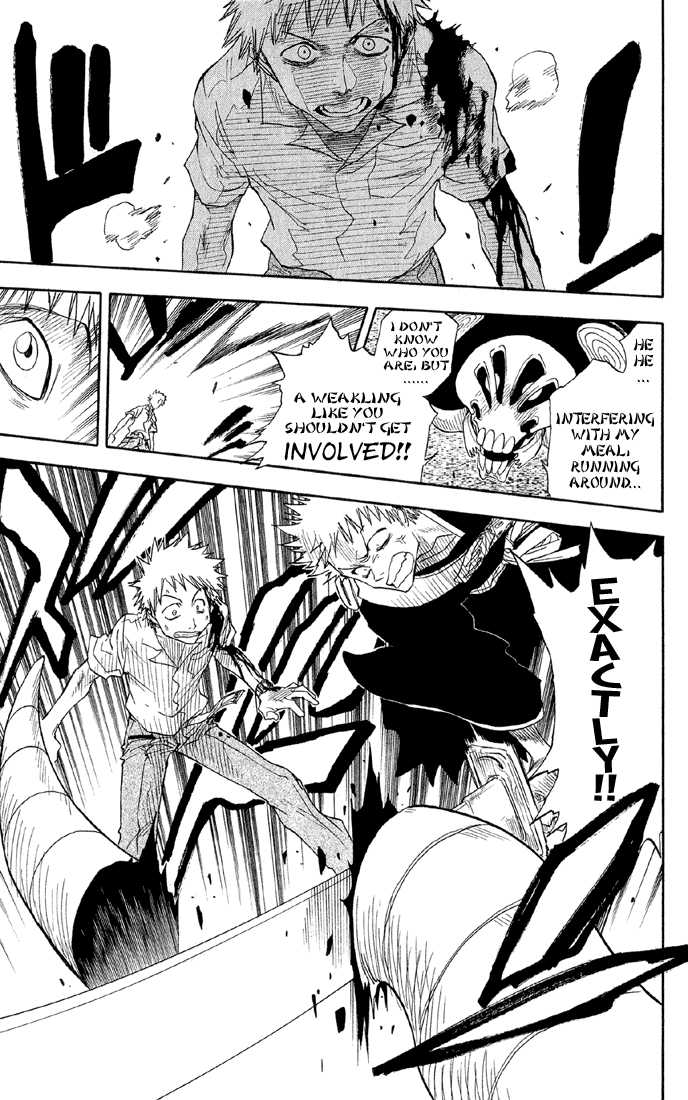 HE
HE
...
INTERFERING
WITH MY
MEAL,
RUNNING
AROUND...
I DON'T
KNOW
WHO YOU
ARE, BUT
......
A WEAKLING
LIKE YOU
SHOULDN'T GET
INVOLVED!!
EXACTLY!!